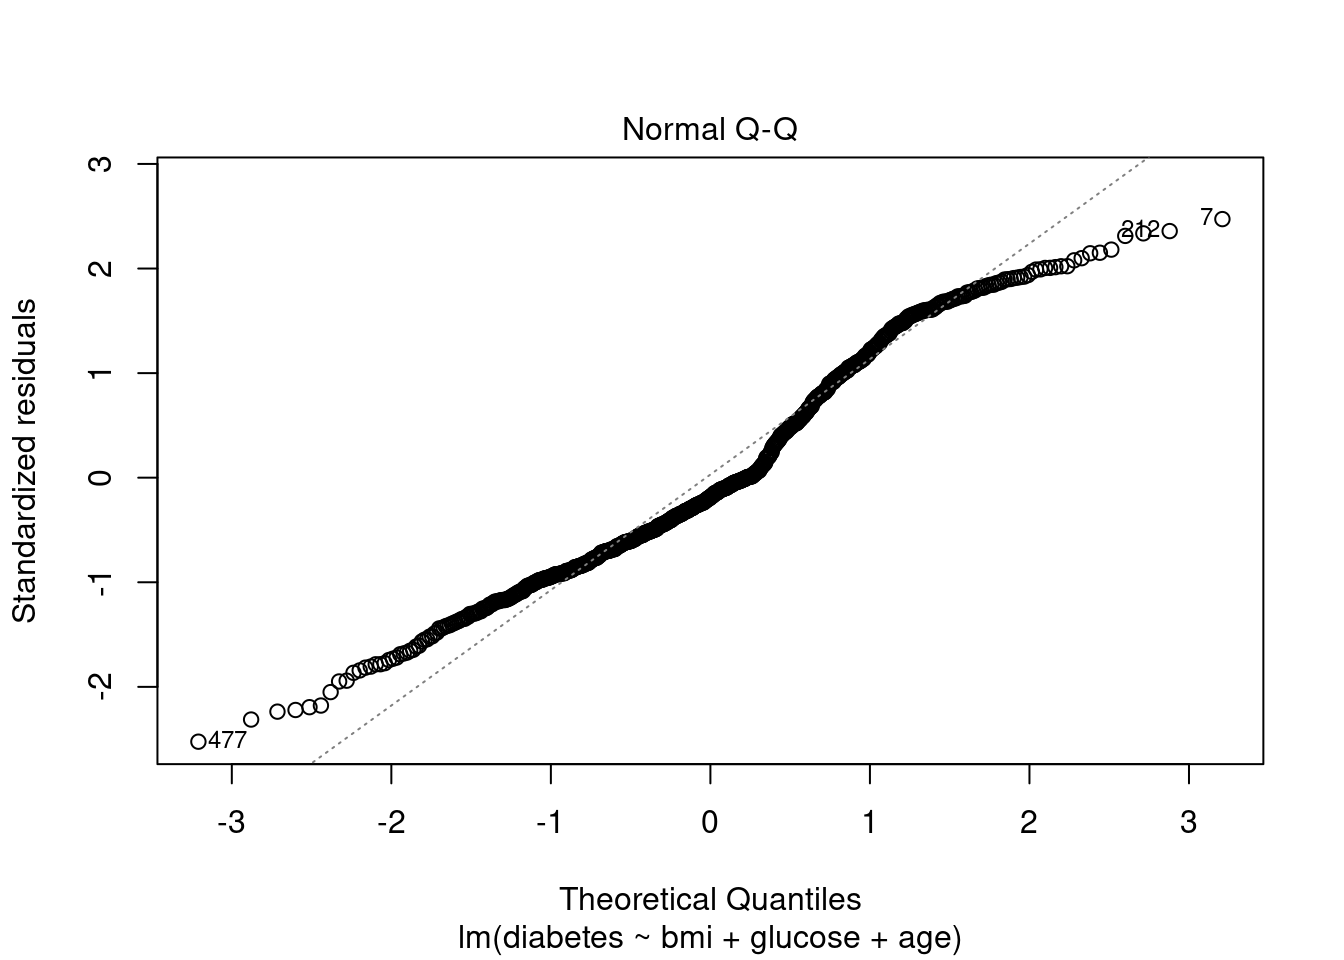 Normal Q-Q
Standardized residuals
3
2
1
0
-1
-2
212
7
477
-3 -2 -1 0 1 2 3
Theoretical Quantiles
lm(diabetes ~ bmi + glucose + age)